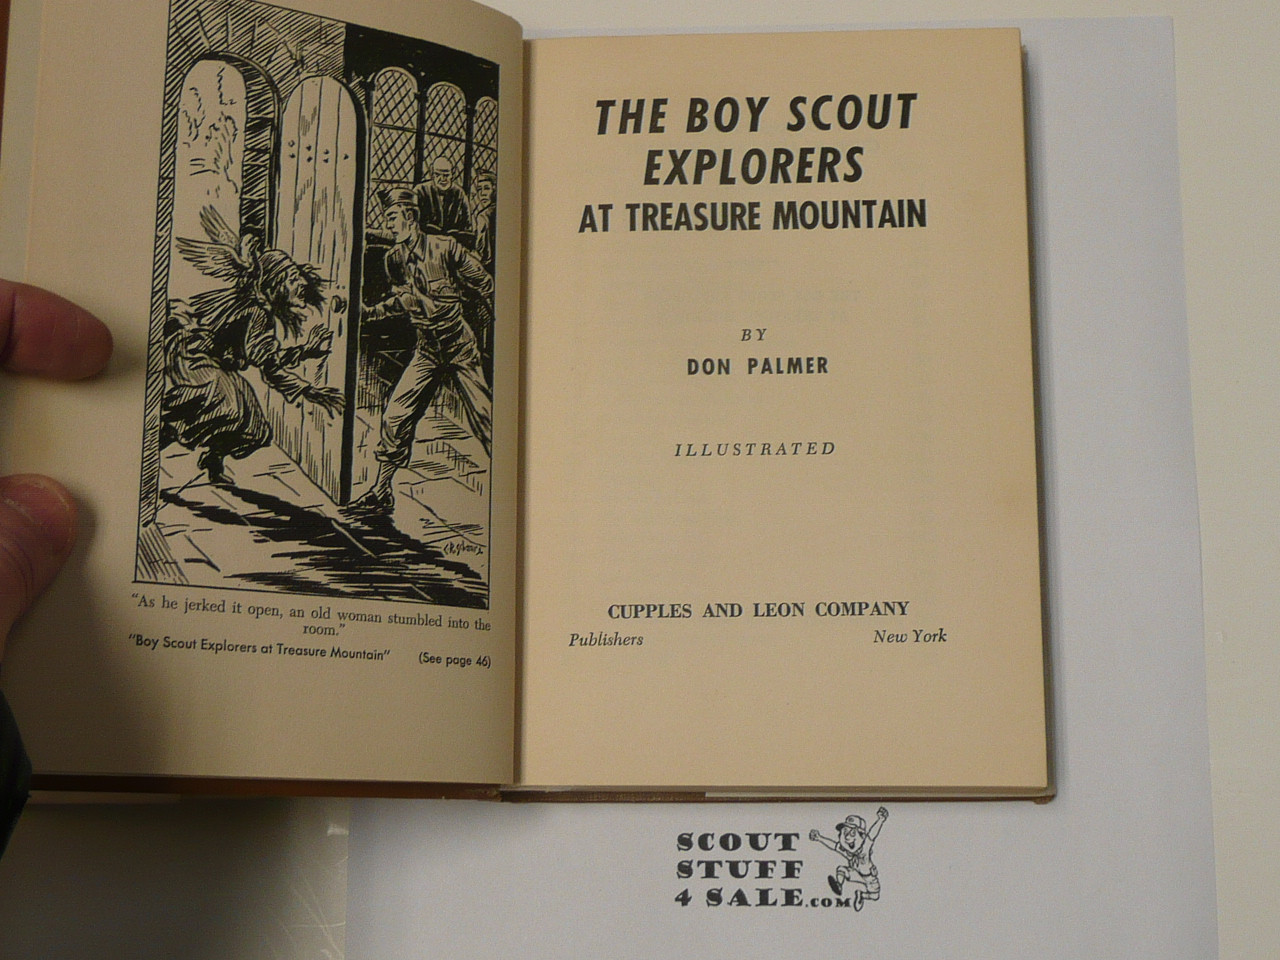 "As he jerked it open, an old woman stumbled into the
room."
"Boy Scout Explorers at Treasure Mountain" (See page 46)
THE BOY SCOUT
EXPLORERS
AT TREASURE MOUNTAIN
BY
DON PALMER
ILLUSTRATED
CUPPLES AND LEON COMPANY
Publishers New York
SCOUT
STUFF
4 SALE.COM